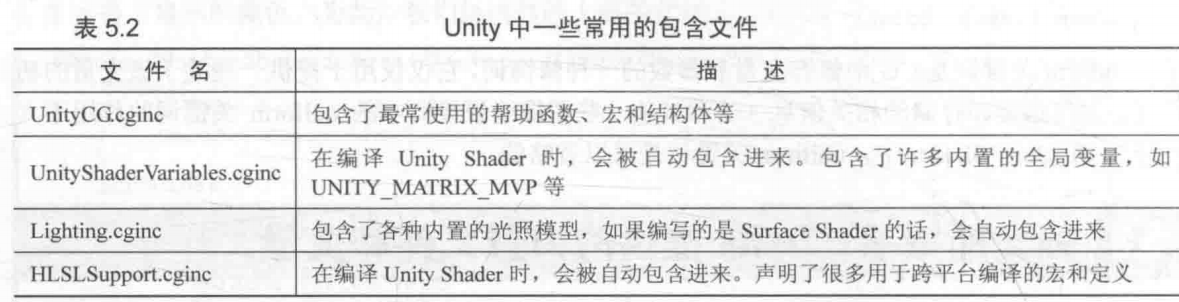 表 5.2 Unity 中一些常用的包含文件
文 件 名 描 述
UnityCG.cginc 包含了最常使用的帮助函数、宏和结构体等
UnityShaderVariables.cginc 在编译 Unity Shader 时，会被自动包含进来。包含了许多内置的全局变量，如
UNITY_MATRIX_MVP 等
Lighting.cginc 包含了各种内置的光照模型，如果编写的是 Surface Shader 的话，会自动包含进来
HLSLSupport.cginc 在编译 Unity Shader 时，会被自动包含进来。声明了很多用于跨平台编译的宏和定义